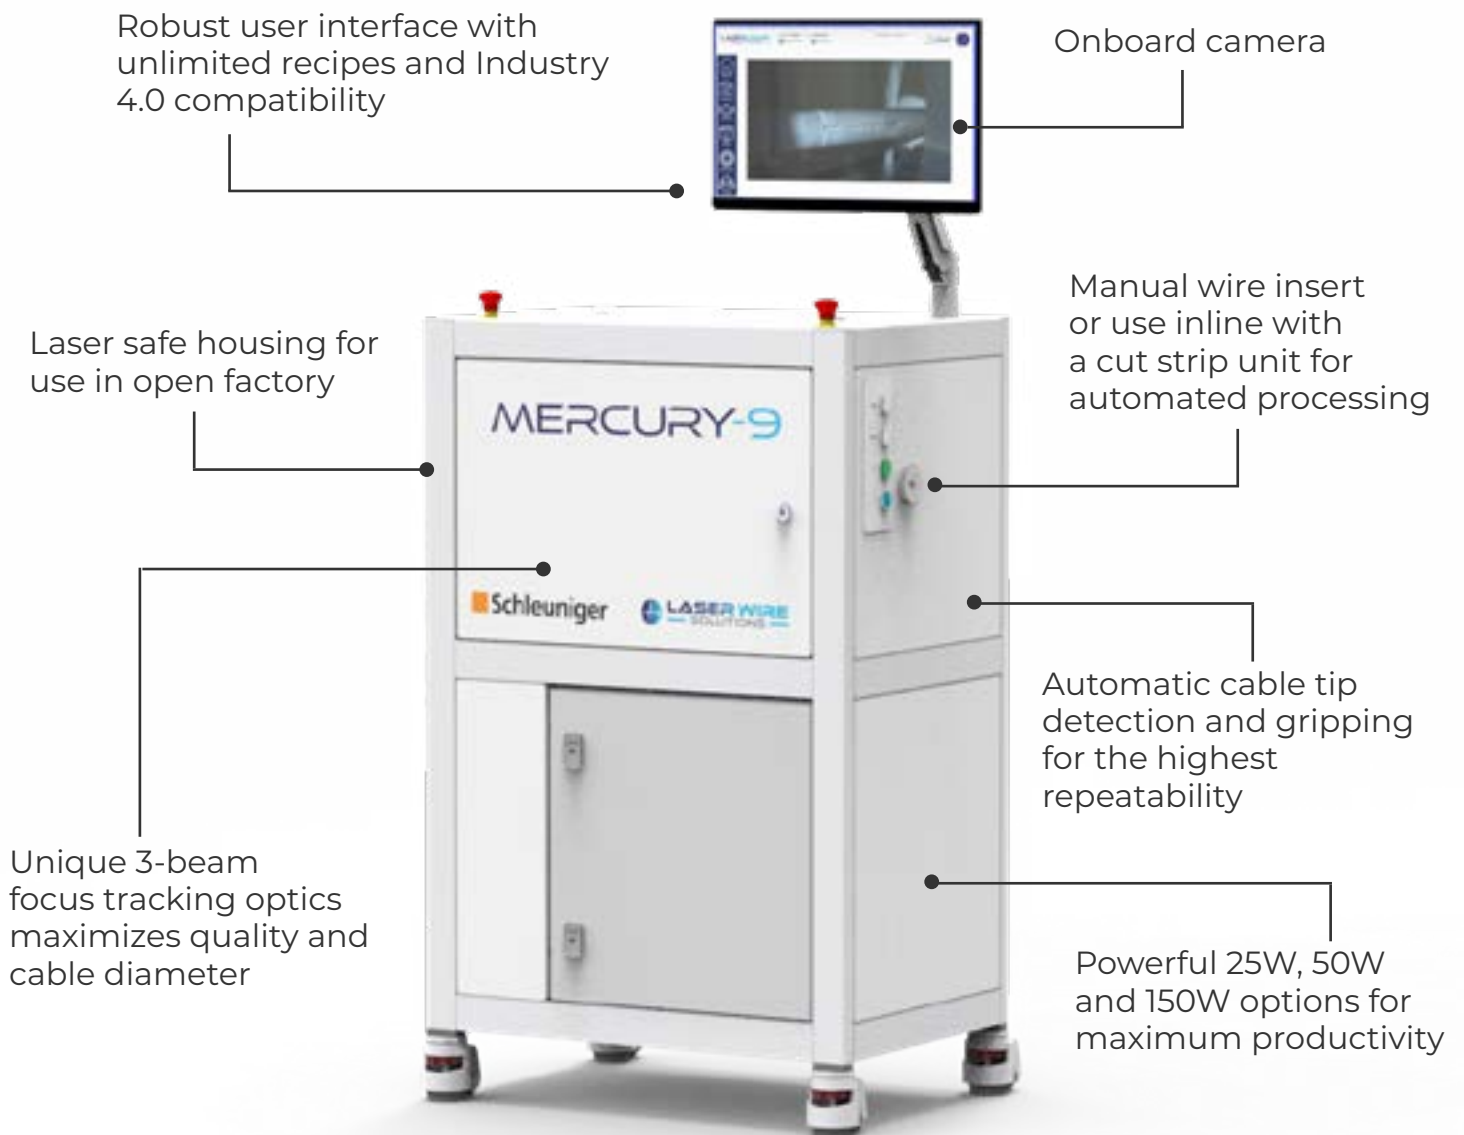 Robust user interface with
unlimited recipes and Industry
4.0 compatibility
Onboard camera
Manual wire insert
or use inline with
a cut strip unit for
automated processing
Laser safe housing for
use in open factory
MERCURY-9
Schleuniger
LASER WIRE
SOLUTIONS
Automatic cable tip
detection and gripping
for the highest
repeatability
Unique 3-beam
focus tracking optics
maximizes quality and
cable diameter
Powerful 25W, 50W
and 150W options for
maximum productivity